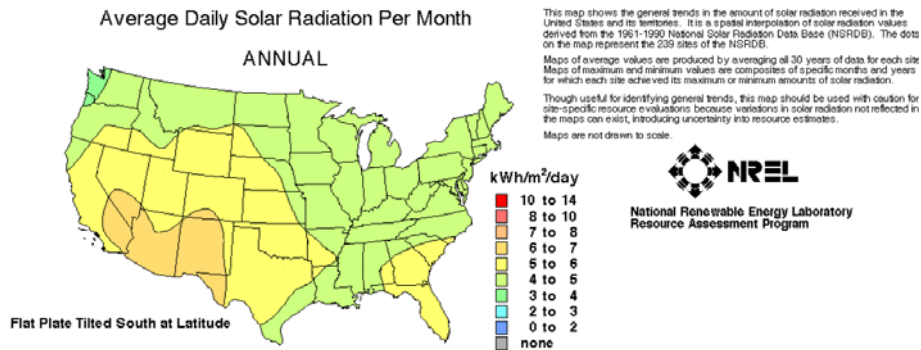 Average Daily Solar Radiation Per Month
ANNUAL
This map shows the general trends in the amount of solar radiation received in the
United States and its territories. It is a spatial interpolation of solar radiation values
derived from the 1961-1990 National Solar Radiation Data Base (NSRDB). The dots
on the map represent the 239 sites of the NSRDB.
Maps of average values are produced by averaging all 30 years of data for each site.
Maps of maximum and minimum values are composites of specific months and years
for which each site achieved its maximum or minimum amounts of solar radiation.
Though useful for identifying general trends, this map should be used with caution for
site-specific resource evaluations because variations in solar radiation not reflected in
the maps can exist, introducing uncertainty into resource estimates.
Maps are not drawn to scale.
NREL
National Renewable Energy Laboratory
Resource Assessment Program
kWh/m²/day
10 to 14
8 to 10
7 to 8
6 to 7
5 to 6
4 to 5
3 to 4
2 to 3
0 to 2
none
Flat Plate Tilted South at Latitude